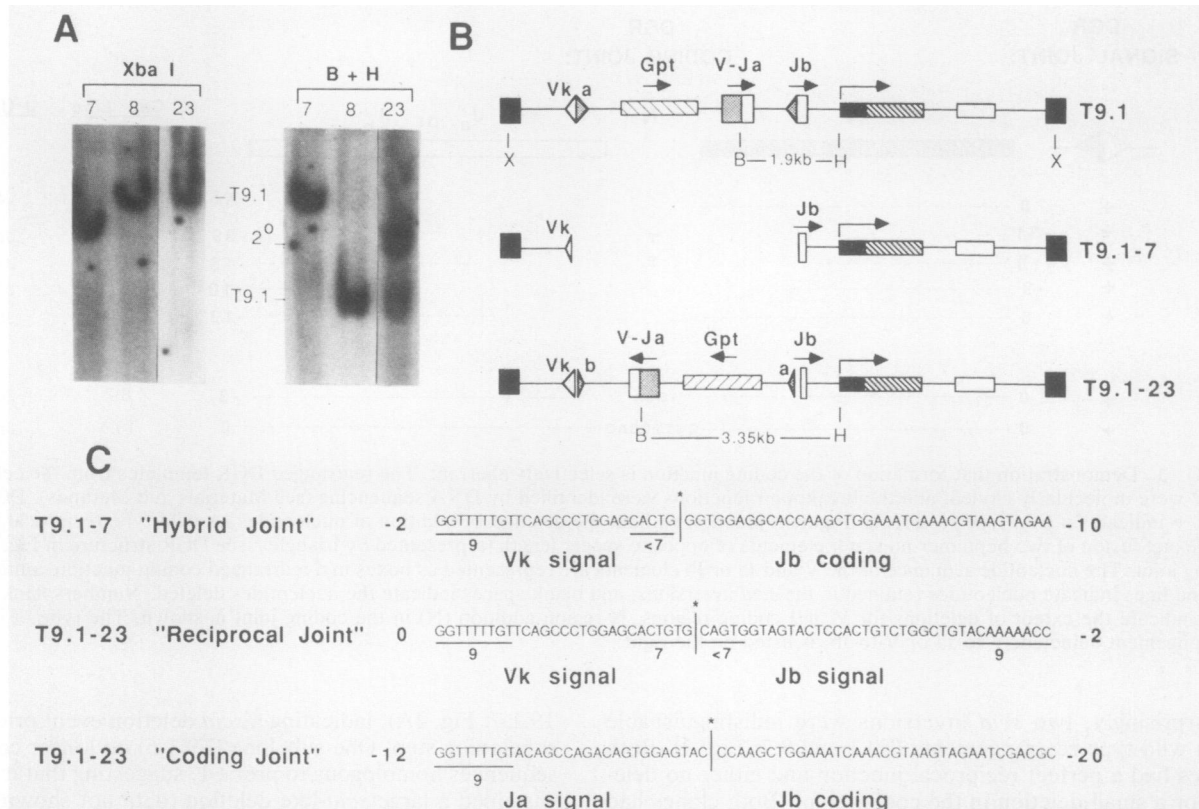 A
Xba I
7 8 23
B + H
7 8 23
T9.1
2°
T9.1
B
Gpt V-Ja Jb
Vk a
T9.1
X B 1.9kb H X
Jb
Vk
T9.1-7
V-Ja Gpt Jb
Vk b a
T9.1-23
B 3.35kb H
C
T9.1-7 "Hybrid Joint" - 2 GGTTTTTGTTCAGCCCTGGAGCACTG * GGTGGAGGCACCAAGCTGGAAATCAAACGTAAGTAGAA -10
9 <7
Vk signal Jb coding
T9.1-23 "Reciprocal Joint" 0 GGTTTTTGTTCAGCCCTGGAGCACTGTG * CAGTGGTAGTACTCCACTGTGTGGCTGTACAAAAACC -2
9 7 <7 9
Vk signal Jb signal
T9.1-23 "Coding Joint" - 12 GGTTTTTGTACAGCCAGACAGTGGAGTAC * CCAAGCTGGAAATCAAACGTAAGTAGAATCCACGC -20
9
Ja signal Jb coding